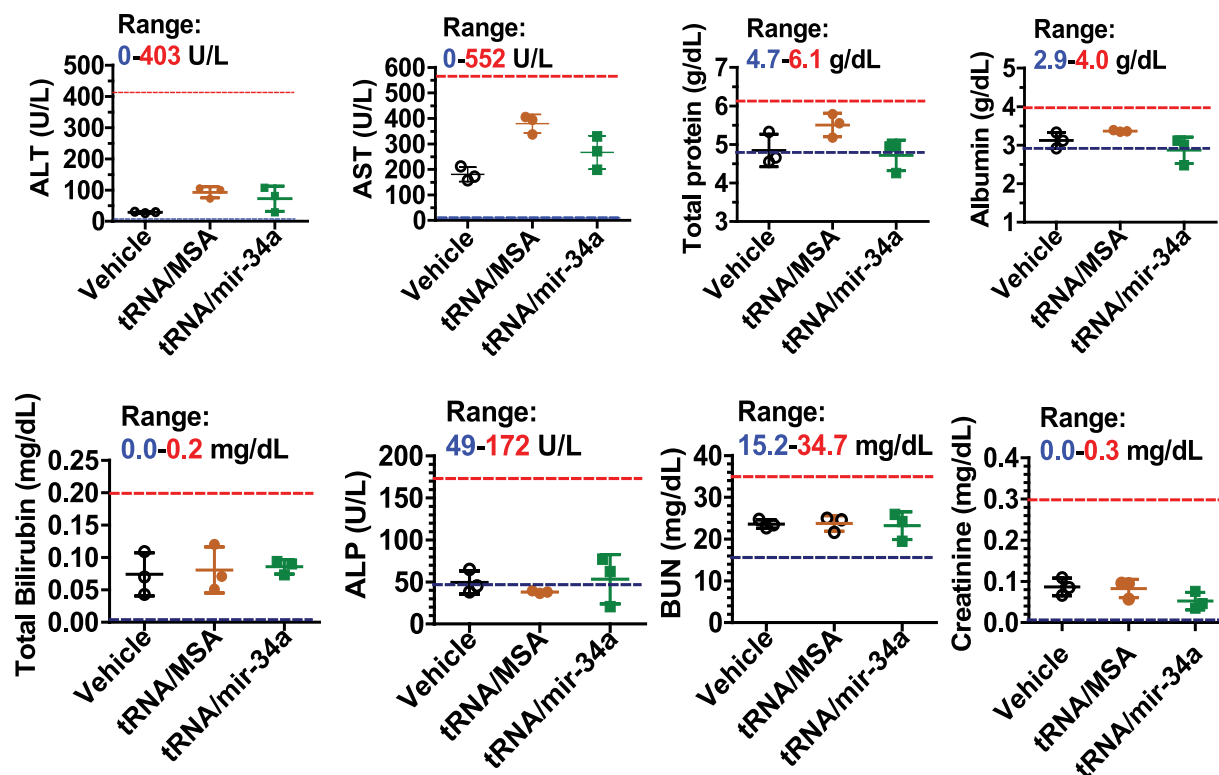 Range:
0-403 U/L
ALT (U/L)
500
400
300
200
100
0
Vehicle
tRNA/MSA
tRNA/mir-34a
Range:
0-552 U/L
AST (U/L)
600
500
400
300
200
100
0
Vehicle
tRNA/MSA
tRNA/mir-34a
Range:
4.7-6.1 g/dL
Total protein (g/dL)
7
6
5
4
3
Vehicle
tRNA/MSA
tRNA/mir-34a
Range:
2.9-4.0 g/dL
Albumin (g/dL)
5
4
3
2
1
Vehicle
tRNA/MSA
tRNA/mir-34a
Range:
0.0-0.2 mg/dL
Total Bilirubin (mg/dL)
0.25
0.20
0.15
0.10
0.05
0.00
Vehicle
tRNA/MSA
tRNA/mir-34a
Range:
49-172 U/L
ALP (U/L)
200
150
100
50
0
Vehicle
tRNA/MSA
tRNA/mir-34a
Range:
15.2-34.7 mg/dL
BUN (mg/dL)
40
30
20
10
0
Vehicle
tRNA/MSA
tRNA/mir-34a
Range:
0.0-0.3 mg/dL
Creatinine (mg/dL)
0.4
0.3
0.2
0.1
0.0
Vehicle
tRNA/MSA
tRNA/mir-34a